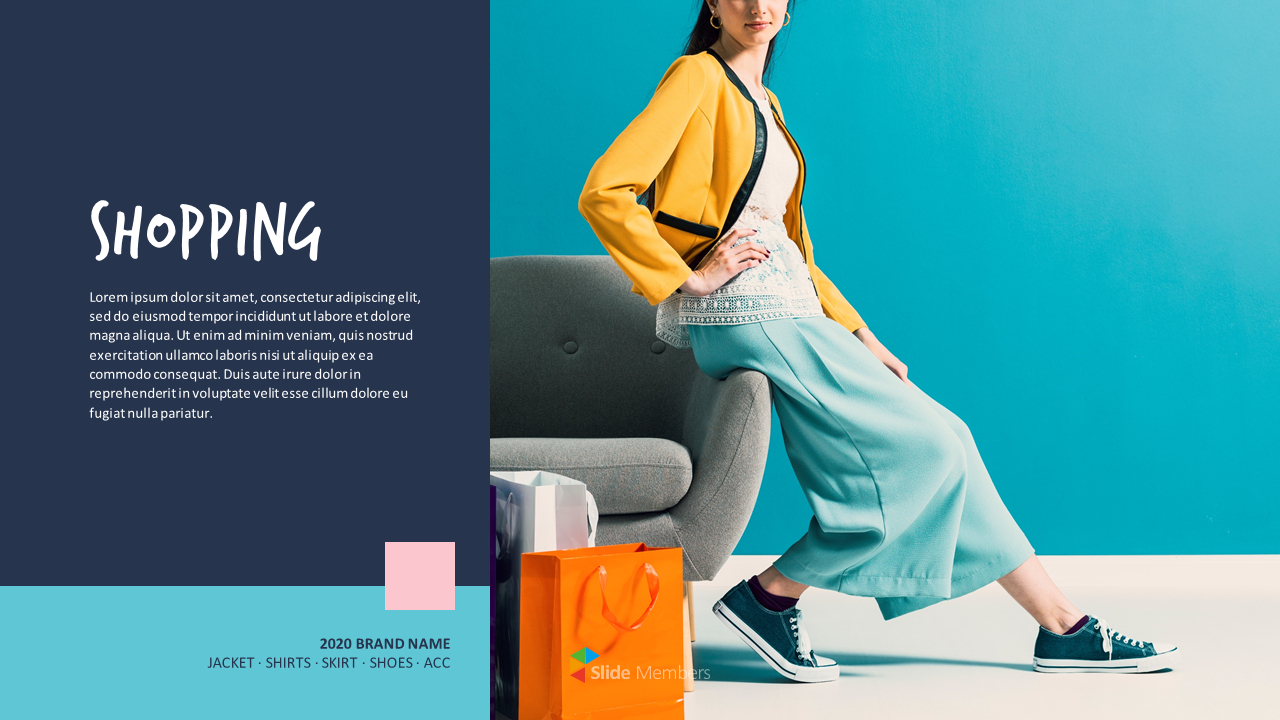 SHOPPING
Lorem ipsum dolor sit amet, consectetur adipiscing elit,
sed do eiusmod tempor incididunt ut labore et dolore
magna aliqua. Ut enim ad minim veniam, quis nostrud
exercitation ullamco laboris nisi ut aliquip ex ea
commodo consequat. Duis aute irure dolor in
reprehenderit in voluptate velit esse cillum dolore eu
fugiat nulla pariatur.
2020 BRAND NAME
JACKET · SHIRTS · SKIRT · SHOES · ACC
Slide Members